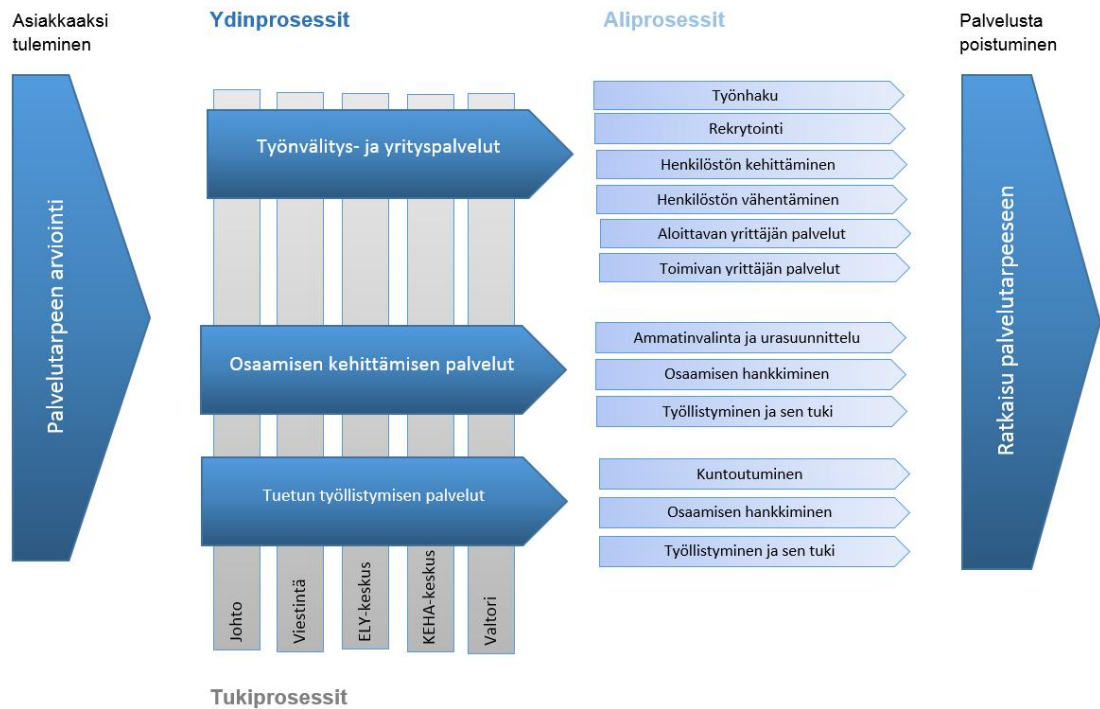 Asiakkaaksi
tuleminen
Ydinprosessit
Aliprosessit
Palvelusta
poistuminen
Palvelutarpeen arviointi
Työnvälitys- ja yrityspalvelut
Työnhaku
Rekrytointi
Henkilöstön kehittäminen
Henkilöstön vähentäminen
Aloittavan yrittäjän palvelut
Toimivan yrittäjän palvelut
Osaamisen kehittämisen palvelut
Ammatinvalinta ja urasuunnittelu
Osaamisen hankkiminen
Työllistyminen ja sen tuki
Tuetun työllistymisen palvelut
Kuntoutuminen
Osaamisen hankkiminen
Työllistyminen ja sen tuki
Ratkaisu palvelutarpeeseen
Johto
Viestintä
ELY-keskus
KEHA-keskus
Valtori
Tukiprosessit